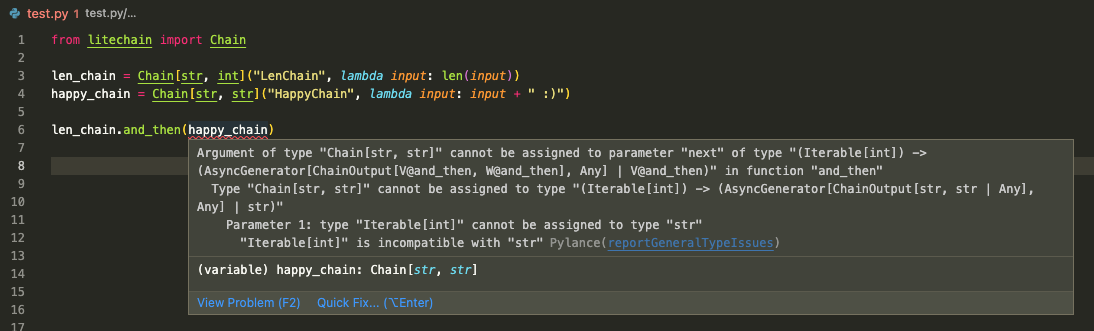 test.py 1 test.py/...
1 from litechain import Chain
2
3 len_chain = Chain[str, int]("LenChain", lambda input: len(input))
4 happy_chain = Chain[str, str]("HappyChain", lambda input: input + " :)")
5
6 len_chain.and_then(happy_chain)
7
8
9
10
11
12
13
14
15
16
17
Argument of type "Chain[str, str]" cannot be assigned to parameter "next" of type "(Iterable[int]) ->
(AsyncGenerator[ChainOutput[V@and_then, W@and_then], Any] | V@and_then)" in function "and_then"
Type "Chain[str, str]" cannot be assigned to type "(Iterable[int]) -> (AsyncGenerator[ChainOutput[str, str | Any],
Any] | str)"
Parameter 1: type "Iterable[int]" cannot be assigned to type "str"
"Iterable[int]" is incompatible with "str" Pylance(reportGeneralTypeIssues)
(variable) happy_chain: Chain[str, str]
View Problem (F2) Quick Fix... (⌥Enter)